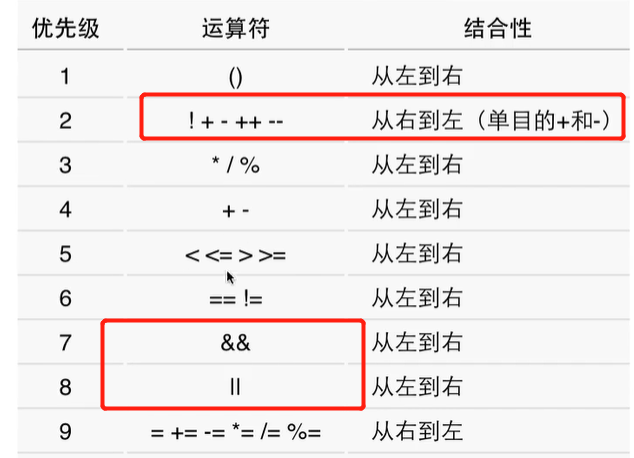 优先级 运算符 结合性
1 () 从左到右
2 ! + - ++ -- 从右到左（单目的+和-）
3 * / % 从左到右
4 + - 从左到右
5 < <= > >= 从左到右
6 == != 从左到右
7 && 从左到右
8 || 从左到右
9 = += -= *= /= %= 从右到左